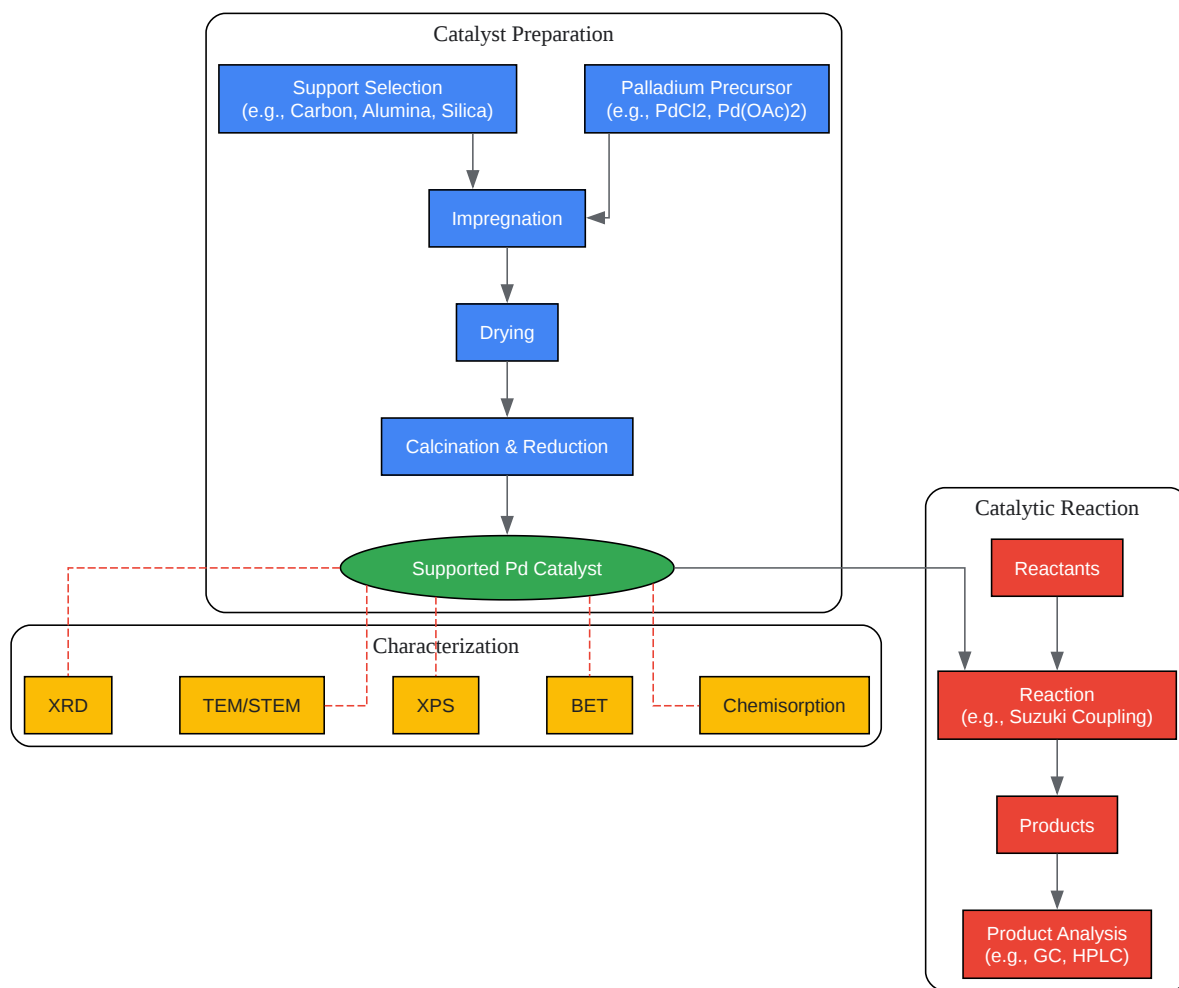 Catalyst Preparation
Support Selection
(e.g., Carbon, Alumina, Silica)
Palladium Precursor
(e.g., PdCl2, Pd(OAc)2)
Impregnation
Drying
Calcination & Reduction
Supported Pd Catalyst
Characterization
XRD
TEM/STEM
XPS
BET
Chemisorption
Catalytic Reaction
Reactants
Reaction
(e.g., Suzuki Coupling)
Products
Product Analysis
(e.g., GC, HPLC)